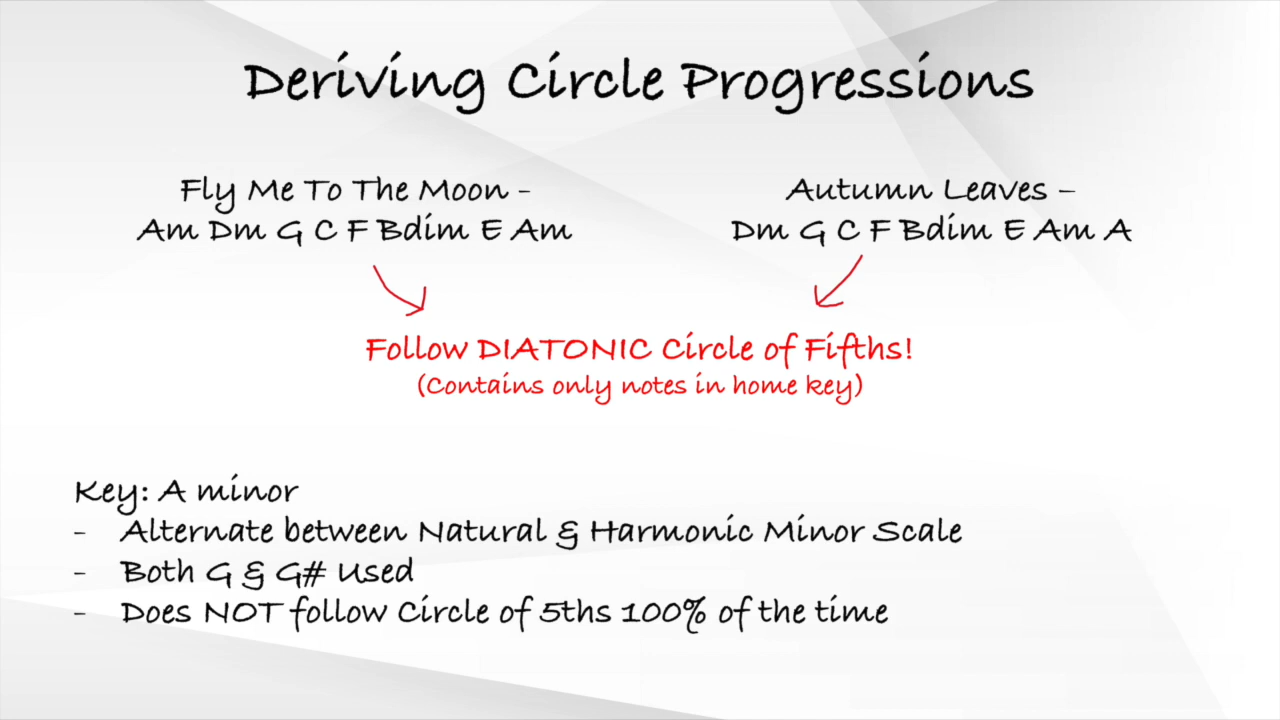 Deriving Circle Progressions
Fly Me To The Moon -
Am Dm G C F Bdim E Am
Autumn Leaves –
Dm G C F Bdim E Am A
Follow DIATONIC Circle of Fifths!
(Contains only notes in home key)
Key: A minor
- Alternate between Natural & Harmonic Minor Scale
- Both G & G# Used
- Does NOT follow Circle of 5ths 100% of the time